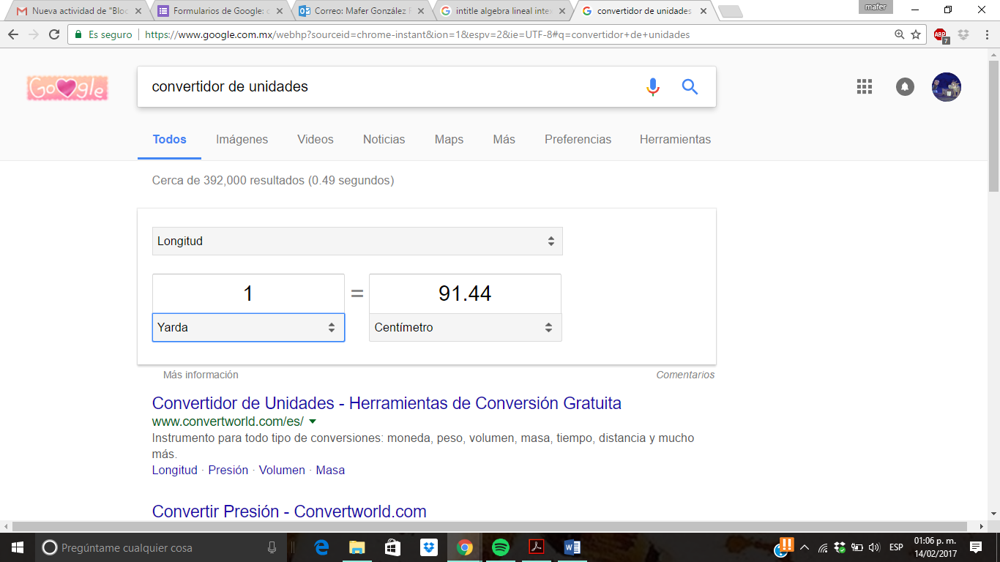 Nueva actividad de "Bloc
Formularios de Google: c
Correo: Mafer González F
intitle algebra lineal inte
convertidor de unidades
mafer
Es seguro
https://www.google.com.mx/webhp?sourceid=chrome-instant&ion=1&espv=2&ie=UTF-8#q=convertidor+de+unidades
ABP
7
Google
convertidor de unidades
Todos
Imágenes
Videos
Noticias
Maps
Más
Preferencias
Herramientas
Cerca de 392,000 resultados (0.49 segundos)
Longitud
1 = 91.44
Yarda
Centímetro
Más información
Comentarios
Convertidor de Unidades - Herramientas de Conversión Gratuita
www.convertworld.com/es/
Instrumento para todo tipo de conversiones: moneda, peso, volumen, masa, tiempo, distancia y mucho
más.
Longitud · Presión · Volumen · Masa
Convertir Presión - Convertworld.com
Pregúntame cualquier cosa
ESP
01:06 p. m.
14/02/2017